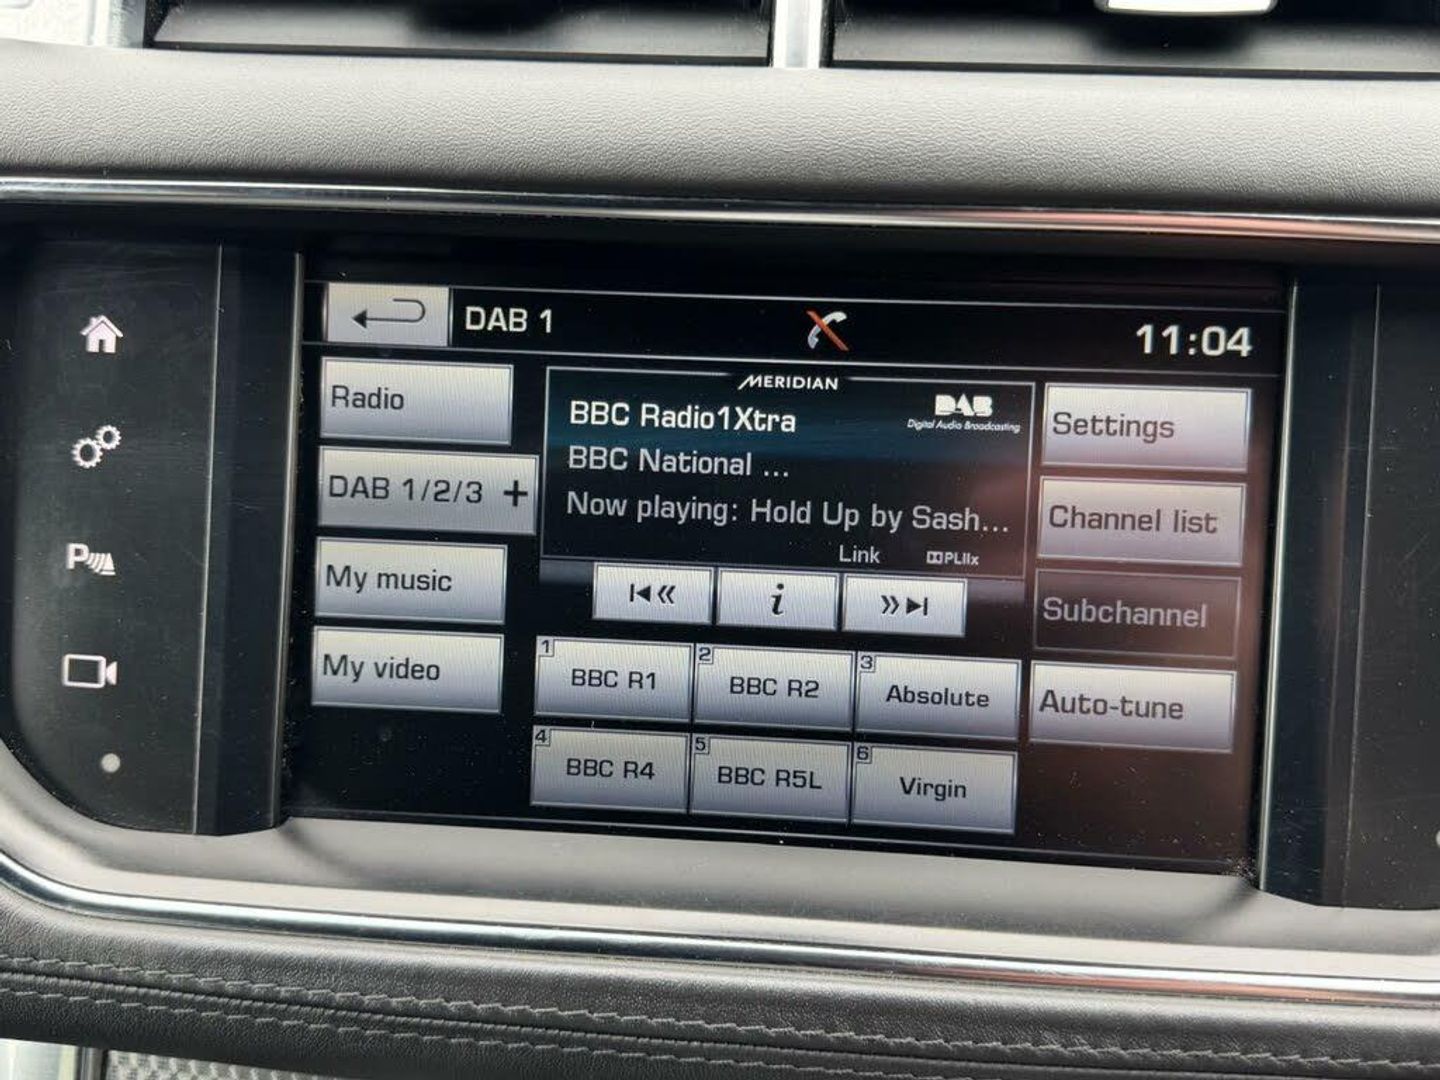 DAB 1
11:04
Radio
DAB 1/2/3 +
My music
My video
MERIDIAN
BBC Radio1Xtra
DAB
Digital Audio Broadcasting
BBC National ...
Now playing: Hold Up by Sash...
Link
PLIIx
i
Settings
Channel list
Subchannel
Auto-tune
1
BBC R1
2
BBC R2
3
Absolute
4
BBC R4
5
BBC R5L
6
Virgin
P